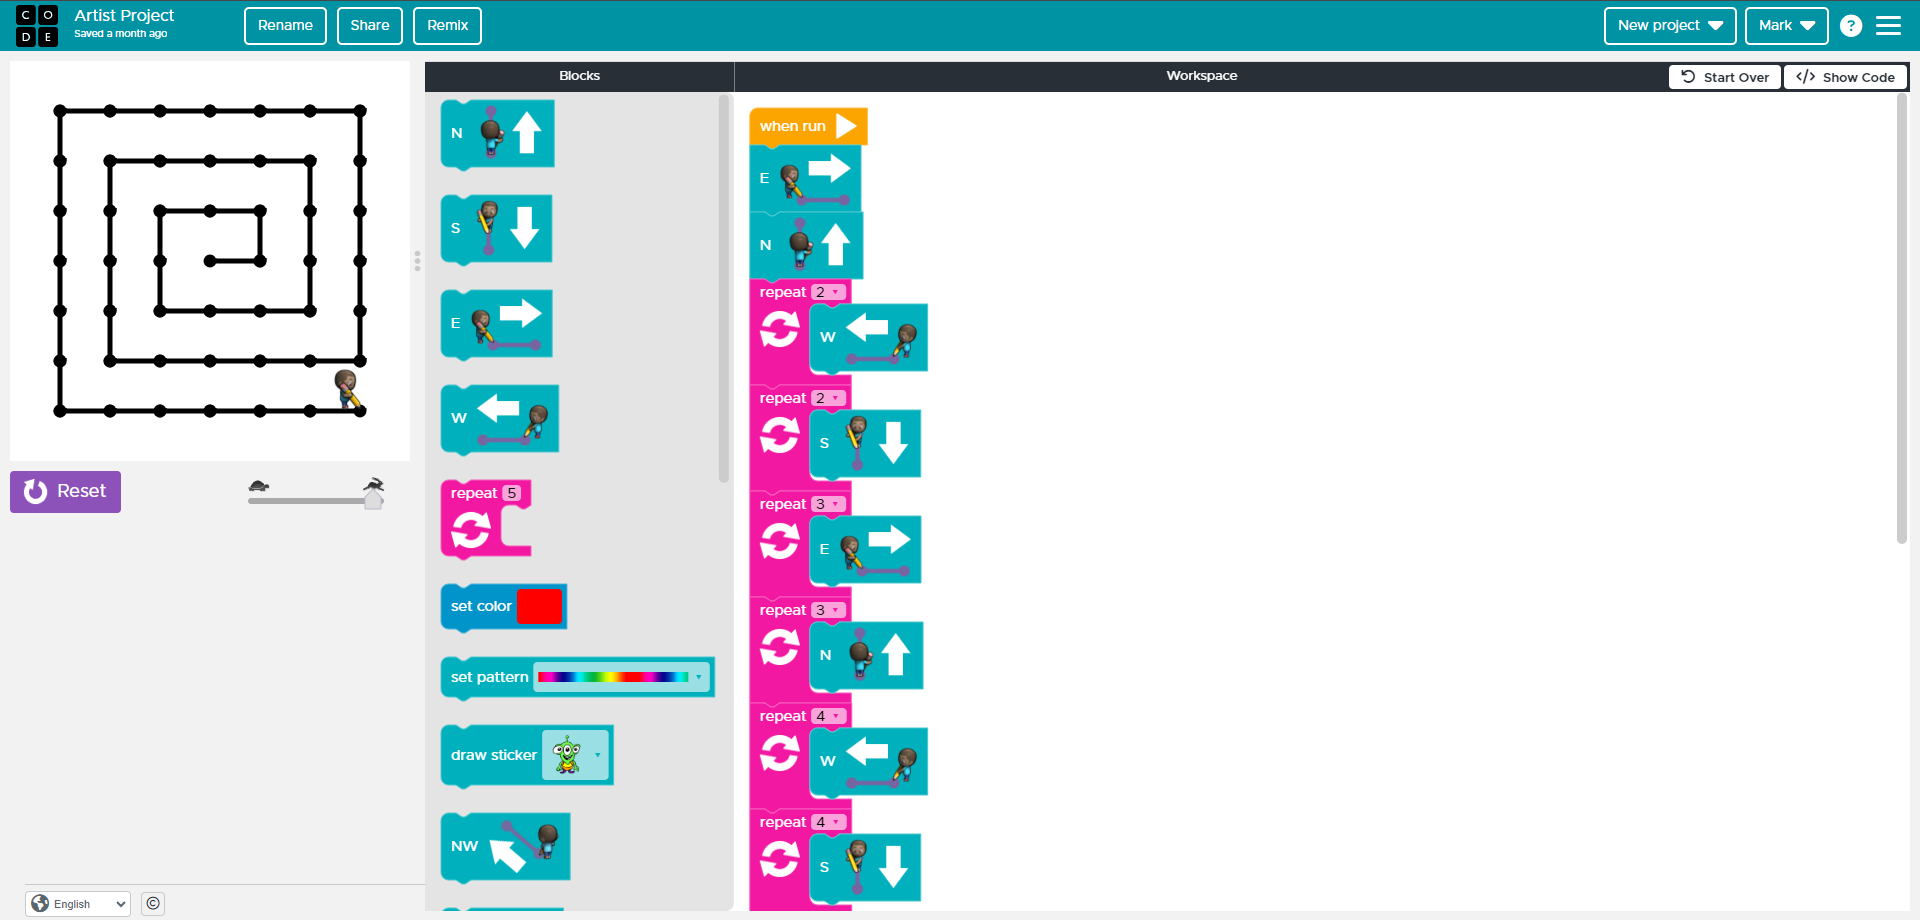 C O
D E
Artist Project
Saved a month ago
Rename
Share
Remix
New project
Mark
?
Blocks
Workspace
Start Over
</> Show Code
N
S
E
W
repeat 5
set color
set pattern
draw sticker
NW
when run
E
N
repeat 2
W
repeat 2
S
repeat 3
E
repeat 3
N
repeat 4
W
repeat 4
S
Reset
English
©